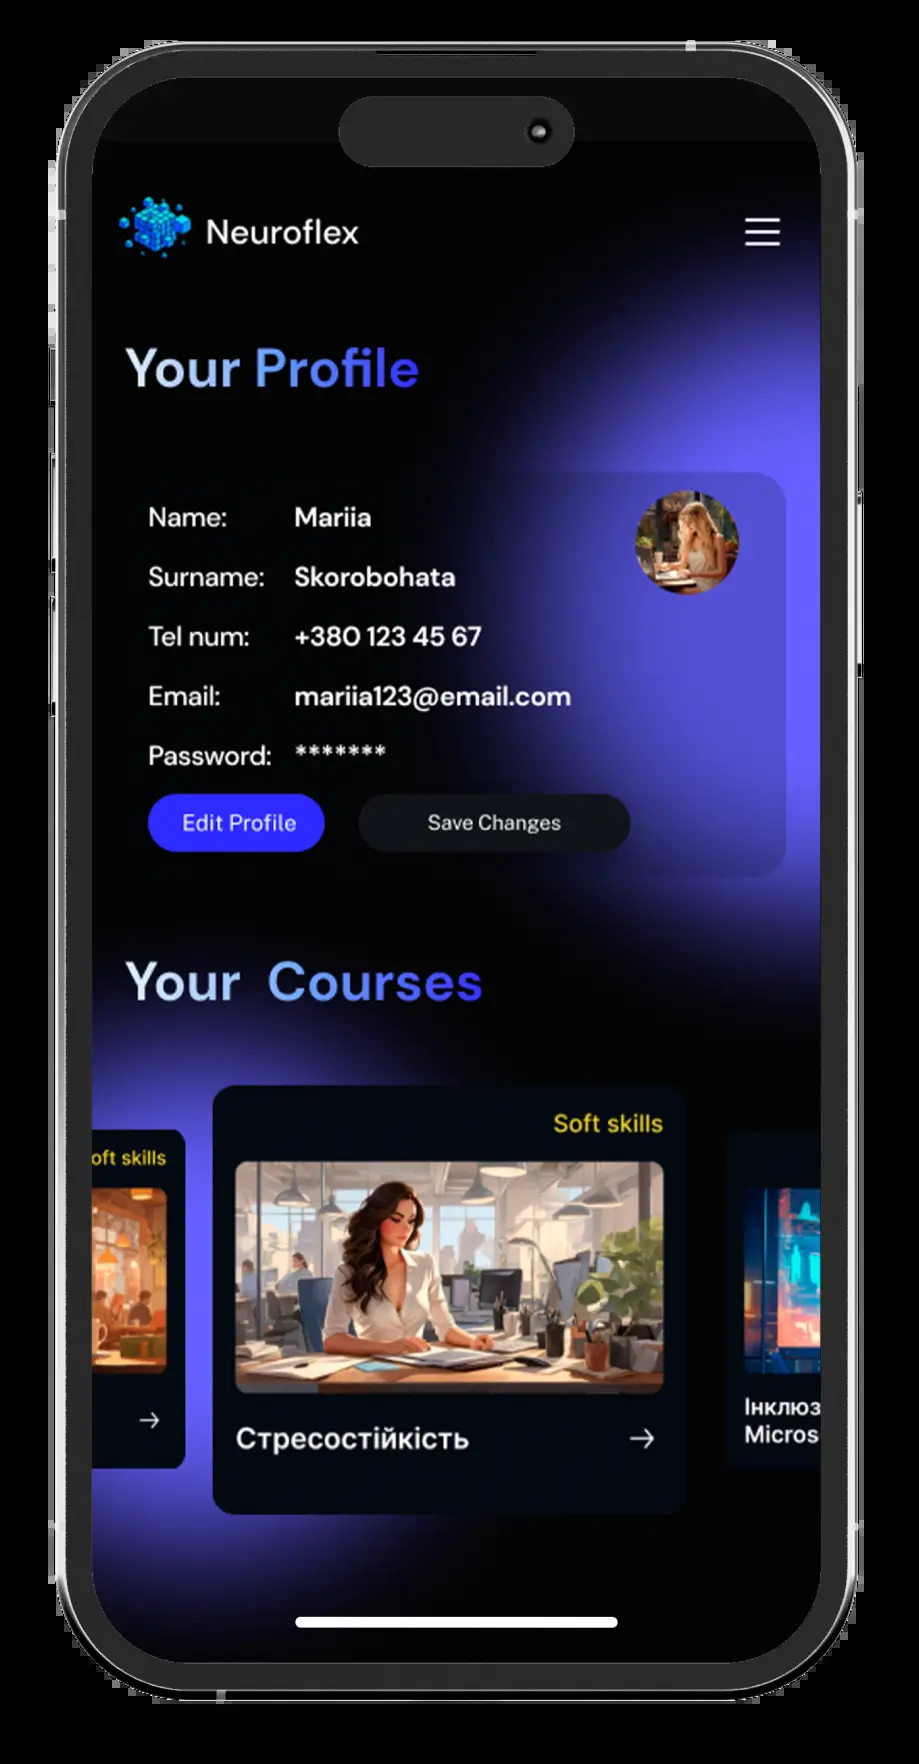 Neuroflex
Your Profile
Name: Mariia
Surname: Skorobohata
Tel num: +380 123 45 67
Email: mariia123@email.com
Password: *******
Edit Profile Save Changes
Your Courses
Soft skills
oft skills
Стресостійкість
Інклюз
Micros